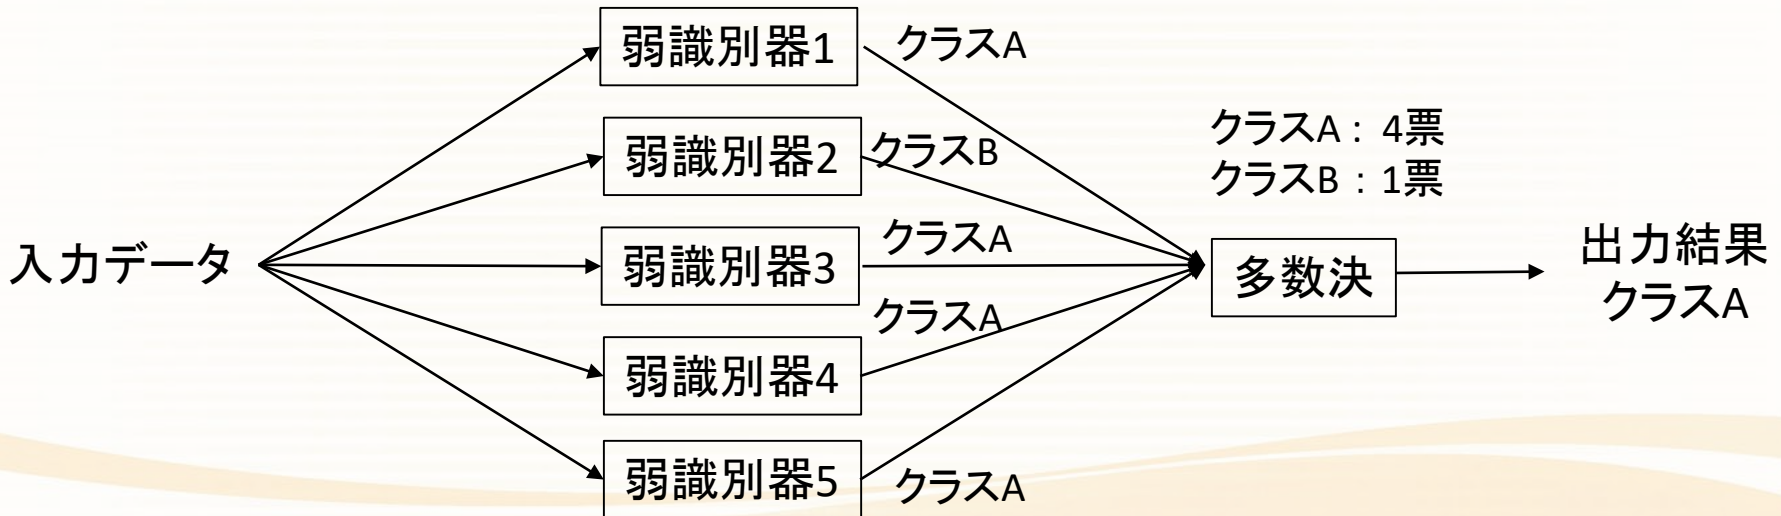 弱識別器1
クラスA
弱識別器2
クラスB
クラスA : 4票
クラスB : 1票
入力データ
弱識別器3
クラスA
多数決
出力結果
クラスA
弱識別器4
クラスA
弱識別器5
クラスA